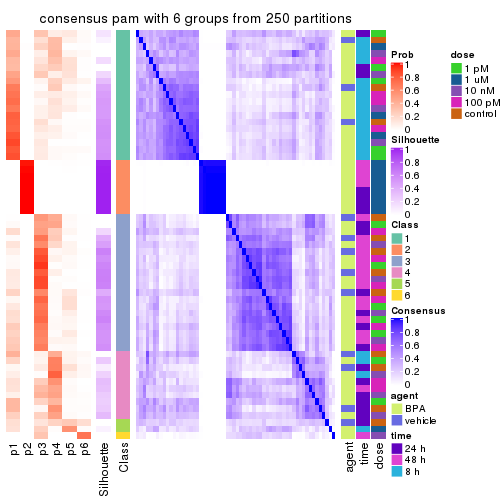 consensus pam with 6 groups from 250 partitions
Prob
1
0.8
0.6
0.4
0.2
0
dose
1 pM
1 uM
10 nM
100 pM
control
Silhouette
1
0.8
0.6
0.4
0.2
0
Class
1
2
3
4
5
6
Consensus
1
0.8
0.6
0.4
0.2
0
agent
BPA
vehicle
time
24 h
48 h
8 h
p1
p2
p3
p4
p5
p6
Silhouette
Class
agent
time
dose